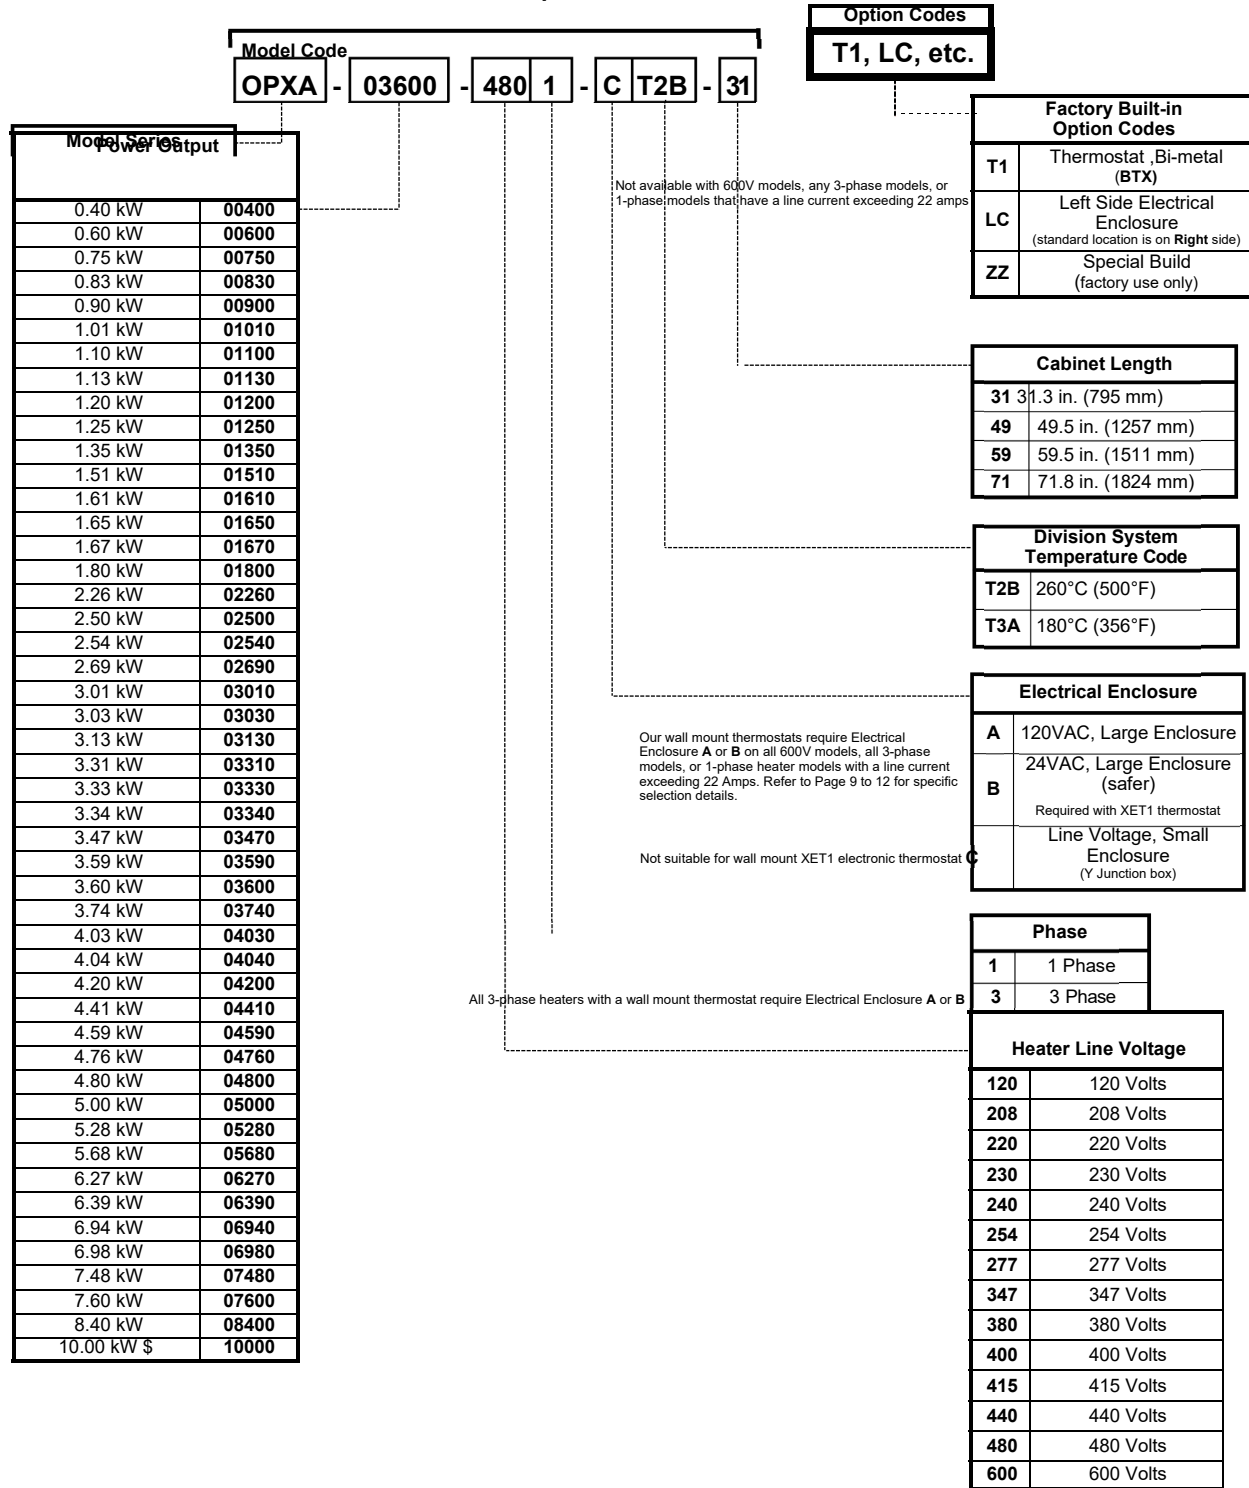 Option Codes
T1, LC, etc.
Model Code
OPXA - 03600 - 480 1 - C T2B - 31
Model Series
Power Output
0.40 kW 00400
0.60 kW 00600
0.75 kW 00750
0.83 kW 00830
0.90 kW 00900
1.01 kW 01010
1.10 kW 01100
1.13 kW 01130
1.20 kW 01200
1.25 kW 01250
1.35 kW 01350
1.51 kW 01510
1.61 kW 01610
1.65 kW 01650
1.67 kW 01670
1.80 kW 01800
2.26 kW 02260
2.50 kW 02500
2.54 kW 02540
2.69 kW 02690
3.01 kW 03010
3.03 kW 03030
3.13 kW 03130
3.31 kW 03310
3.33 kW 03330
3.34 kW 03340
3.47 kW 03470
3.59 kW 03590
3.60 kW 03600
3.74 kW 03740
4.03 kW 04030
4.04 kW 04040
4.20 kW 04200
4.41 kW 04410
4.59 kW 04590
4.76 kW 04760
4.80 kW 04800
5.00 kW 05000
5.28 kW 05280
5.68 kW 05680
6.27 kW 06270
6.39 kW 06390
6.94 kW 06940
6.98 kW 06980
7.48 kW 07480
7.60 kW 07600
8.40 kW 08400
10.00 kW $ 10000
Factory Built-in
Option Codes
T1 Thermostat ,Bi-metal
(BTX)
Not available with 600V models, any 3-phase models, or
1-phase models that have a line current exceeding 22 amps
LC Left Side Electrical
Enclosure
(standard location is on Right side)
ZZ Special Build
(factory use only)
Cabinet Length
31 31.3 in. (795 mm)
49 49.5 in. (1257 mm)
59 59.5 in. (1511 mm)
71 71.8 in. (1824 mm)
Division System
Temperature Code
T2B 260°C (500°F)
T3A 180°C (356°F)
Electrical Enclosure
A 120VAC, Large Enclosure
B 24VAC, Large Enclosure
(safer)
Required with XET1 thermostat
Our wall mount thermostats require Electrical
Enclosure A or B on all 600V models, all 3-phase
models, or 1-phase heater models with a line current
exceeding 22 Amps. Refer to Page 9 to 12 for specific
selection details.
Not suitable for wall mount XET1 electronic thermostat C
Line Voltage, Small
Enclosure
(Y Junction box)
Phase
1 1 Phase
3 3 Phase
All 3-phase heaters with a wall mount thermostat require Electrical Enclosure A or B
Heater Line Voltage
120 120 Volts
208 208 Volts
220 220 Volts
230 230 Volts
240 240 Volts
254 254 Volts
277 277 Volts
347 347 Volts
380 380 Volts
400 400 Volts
415 415 Volts
440 440 Volts
480 480 Volts
600 600 Volts